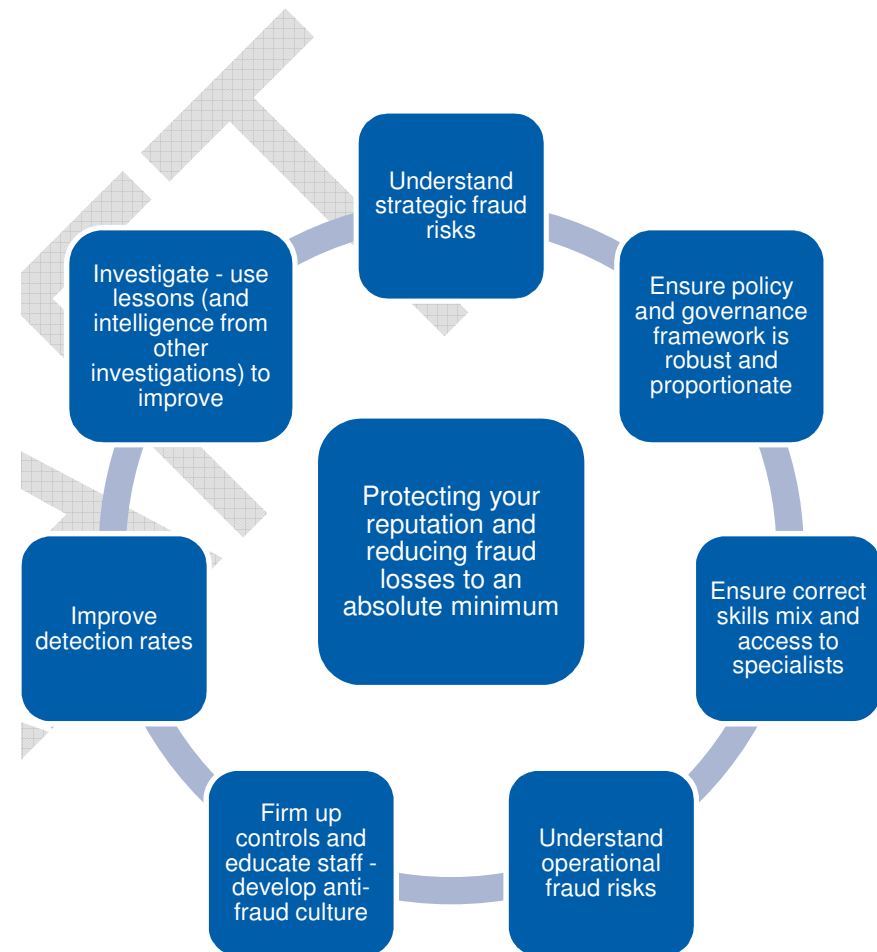 Understand
strategic fraud
risks
Ensure policy
and governance
framework is
robust and
proportionate
Ensure correct
skills mix and
access to
specialists
Understand
operational
fraud risks
Firm up
controls and
educate staff -
develop anti-
fraud culture
Improve
detection rates
Investigate - use
lessons (and
intelligence from
other
investigations) to
improve
Protecting your
reputation and
reducing fraud
losses to an
absolute minimum